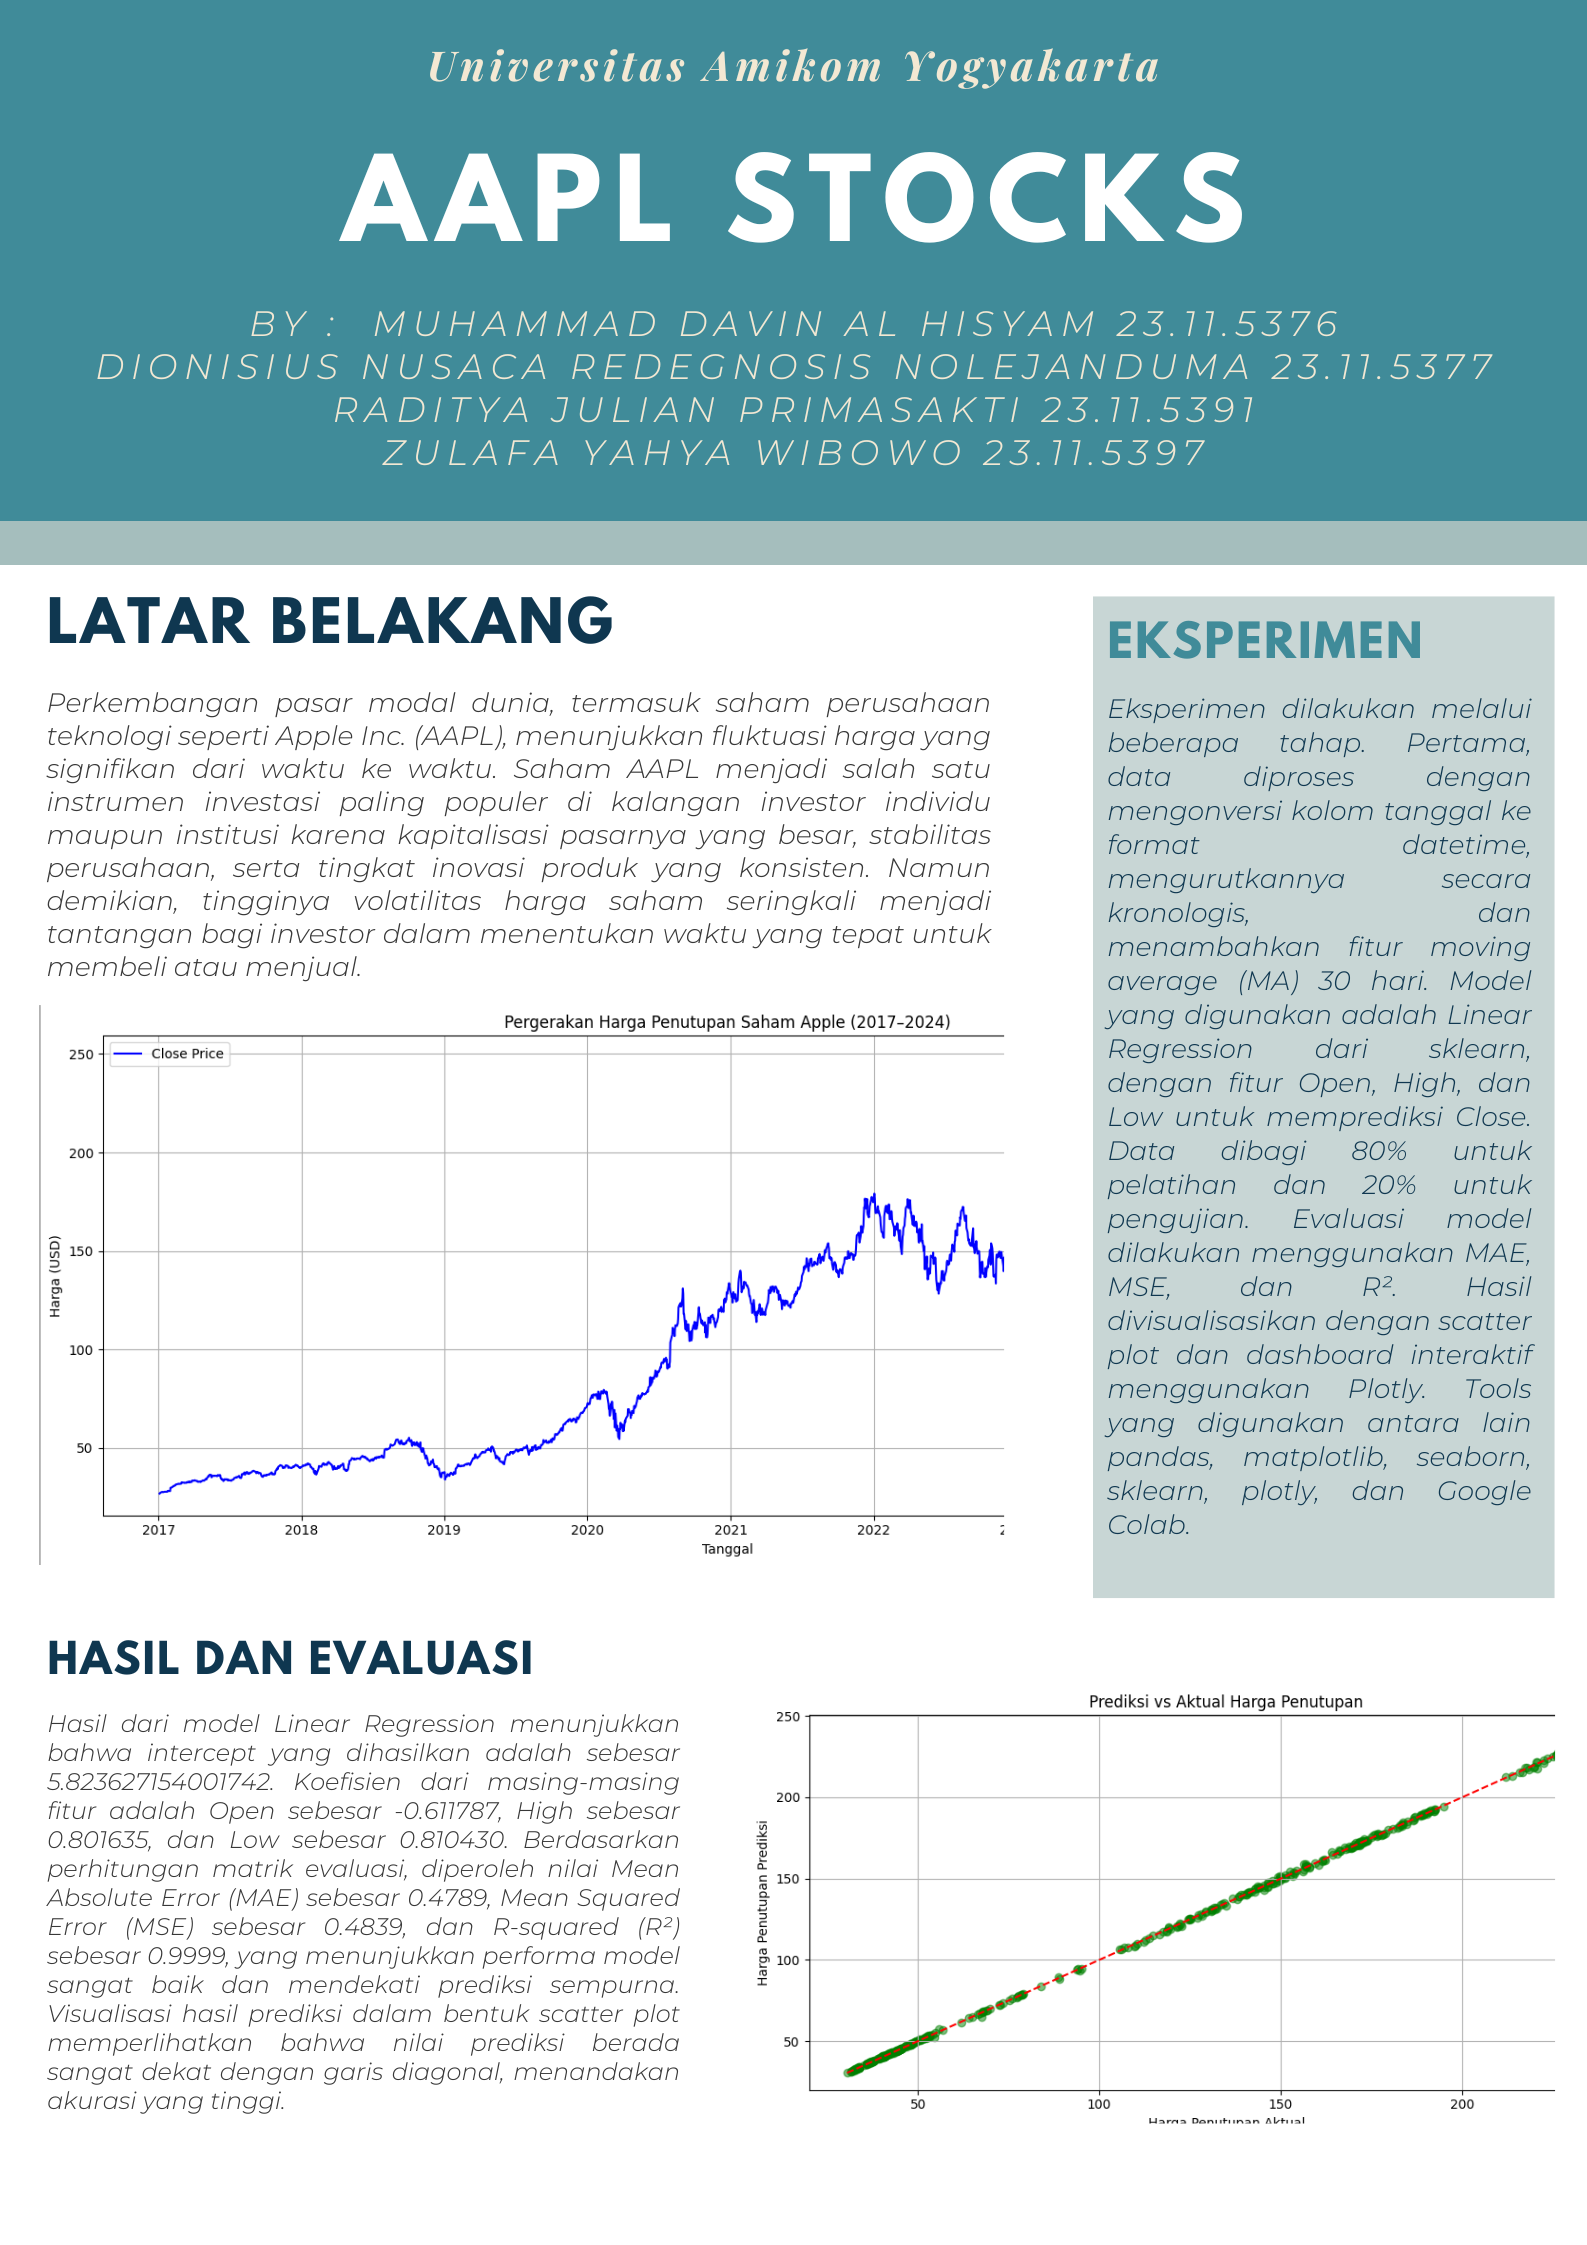 Universitas Amikom Yogyakarta
AAPL STOCKS
BY : MUHAMMAD DAVIN AL HISYAM 23.11.5376
DIONISIUS NUSACA REDEGNOSIS NOLEJANDUMA 23.11.5377
RADITYA JULIAN PRIMASAKTI 23.11.5391
ZULAFA YAHYA WIBOWO 23.11.5397
LATAR BELAKANG
Perkembangan pasar modal dunia, termasuk saham perusahaan
teknologi seperti Apple Inc. (AAPL), menunjukkan fluktuasi harga yang
signifikan dari waktu ke waktu. Saham AAPL menjadi salah satu
instrumen investasi paling populer di kalangan investor individu
maupun institusi karena kapitalisasi pasarnya yang besar, stabilitas
perusahaan, serta tingkat inovasi produk yang konsisten. Namun
demikian, tingginya volatilitas harga saham seringkali menjadi
tantangan bagi investor dalam menentukan waktu yang tepat untuk
membeli atau menjual.
Pergerakan Harga Penutupan Saham Apple (2017–2024)
Close Price
250
200
150
100
50
Harga (USD)
2017 2018 2019 2020 2021 2022
Tanggal
EKSPERIMEN
Eksperimen dilakukan melalui
beberapa tahap. Pertama,
data diproses dengan
mengonversi kolom tanggal ke
format datetime,
mengurutkannya secara
kronologis, dan
menambahkan fitur moving
average (MA) 30 hari. Model
yang digunakan adalah Linear
Regression dari sklearn,
dengan fitur Open, High, dan
Low untuk memprediksi Close.
Data dibagi 80% untuk
pelatihan dan 20% untuk
pengujian. Evaluasi model
dilakukan menggunakan MAE,
MSE, dan R². Hasil
divisualisasikan dengan scatter
plot dan dashboard interaktif
menggunakan Plotly. Tools
yang digunakan antara lain
pandas, matplotlib, seaborn,
sklearn, plotly, dan Google
Colab.
HASIL DAN EVALUASI
Hasil dari model Linear Regression menunjukkan
bahwa intercept yang dihasilkan adalah sebesar
5.823627154001742. Koefisien dari masing-masing
fitur adalah Open sebesar -0.611787, High sebesar
0.801635, dan Low sebesar 0.810430. Berdasarkan
perhitungan matrik evaluasi, diperoleh nilai Mean
Absolute Error (MAE) sebesar 0.4789, Mean Squared
Error (MSE) sebesar 0.4839, dan R-squared (R²)
sebesar 0.9999, yang menunjukkan performa model
sangat baik dan mendekati prediksi sempurna.
Visualisasi hasil prediksi dalam bentuk scatter plot
memperlihatkan bahwa nilai prediksi berada
sangat dekat dengan garis diagonal, menandakan
akurasi yang tinggi.
Prediksi vs Aktual Harga Penutupan
250
200
150
100
50
Harga Penutupan Prediksi
50 100 150 200
Harga Penutupan Aktual